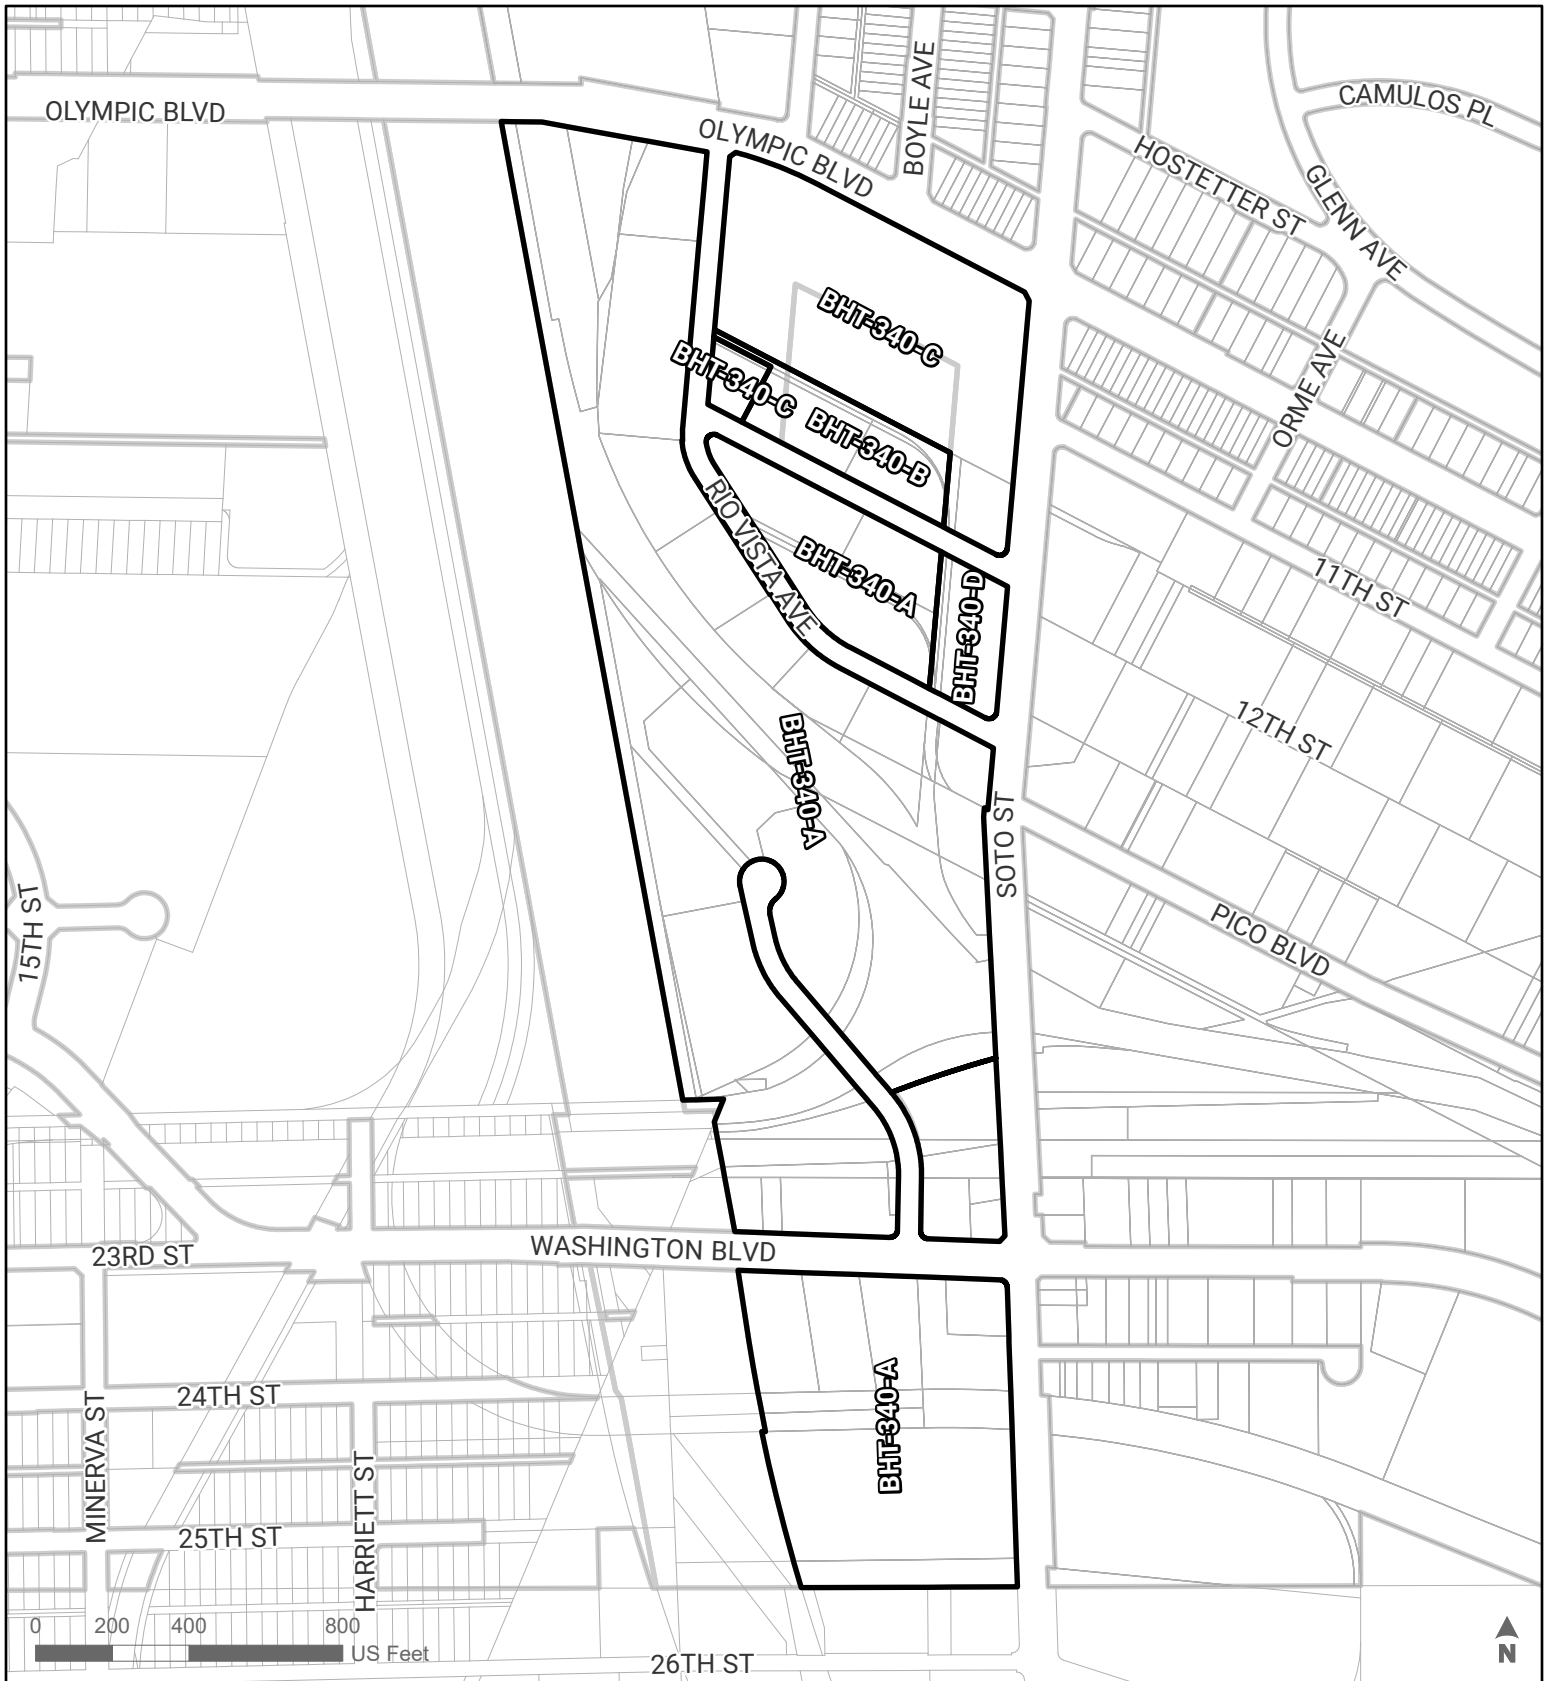 OLYMPIC BLVD
OLYMPIC BLVD
BOYLE AVE
CAMULOS PL
HOSTETTER ST
GLENN AVE
BHT-340-C
BHT-340-C
BHT-340-B
ORME AVE
RIO VISTA AVE
BHT-340-A
BHT-340-D
11TH ST
12TH ST
BHT-340-A
SOTO ST
15TH ST
PICO BLVD
23RD ST
WASHINGTON BLVD
24TH ST
MINERVA ST
BHT-340-A
HARRIETT ST
25TH ST
0 200 400 800
US Feet
26TH ST
N